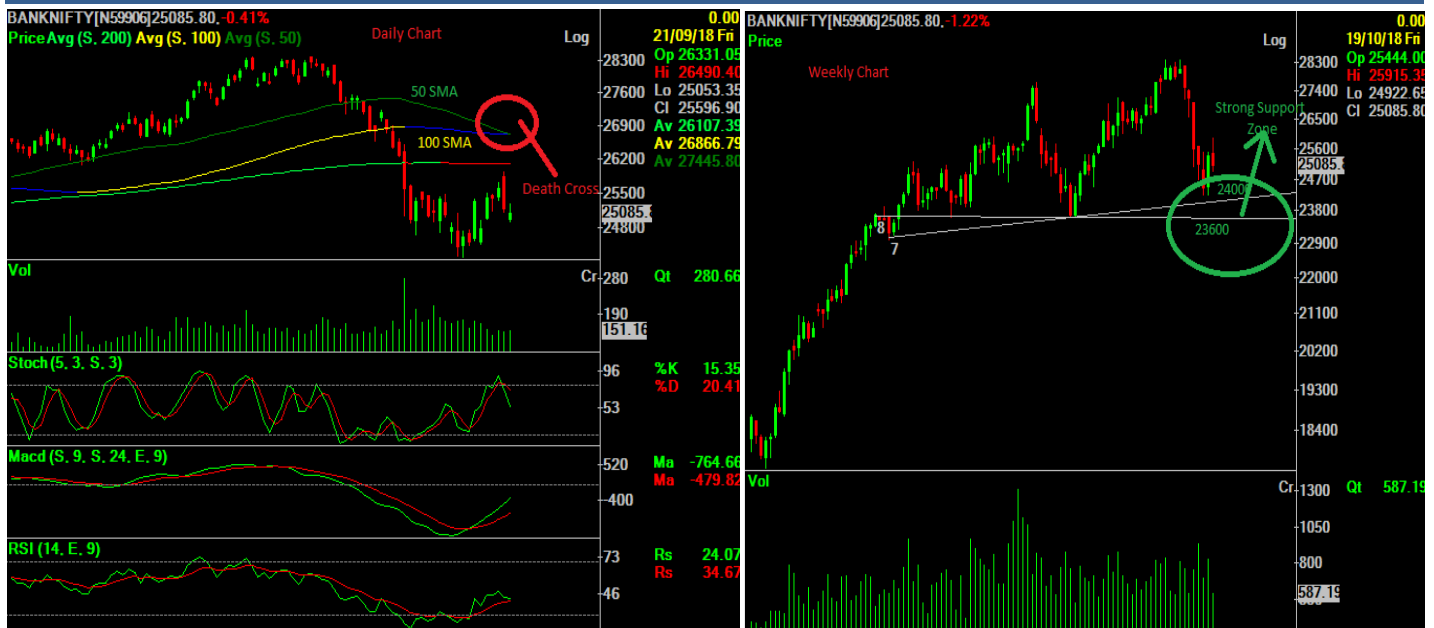 BANKNIFTY[N59906]25085.80,-0.41%
0.00
Price Avg (S, 200) Avg (S, 100) Avg (S, 50)
Daily Chart
Log
21/09/18 Fri
Op 26331.05
Hi 26490.40
Lo 25053.35
Cl 25596.90
Av 26107.39
Av 26866.79
Av 27445.80
28300
27600
26900
26200
25500
25085.
24800
50 SMA
100 SMA
Death Cross
Vol
Cr
280
190
151.16
Qt 280.66
Stoch (5, 3, S, 3)
96
53
%K 15.35
%D 20.41
Macd (S, 9, S, 24, E, 9)
520
-400
Ma -764.66
Ma -479.82
RSI (14, E, 9)
73
46
Rs 24.07
Rs 34.67
BANKNIFTY[N59906]25085.80,-1.22%
0.00
Price
Weekly Chart
Log
19/10/18 Fri
Op 25444.00
Hi 25915.35
Lo 24922.65
Cl 25085.80
28300
27400
26500
25600
25085.
24700
23800
22900
22000
21100
20200
19300
18400
Strong Support
Zone
24000
23600
8
7
Vol
Cr
1300
1050
800
587.19
Qt 587.19